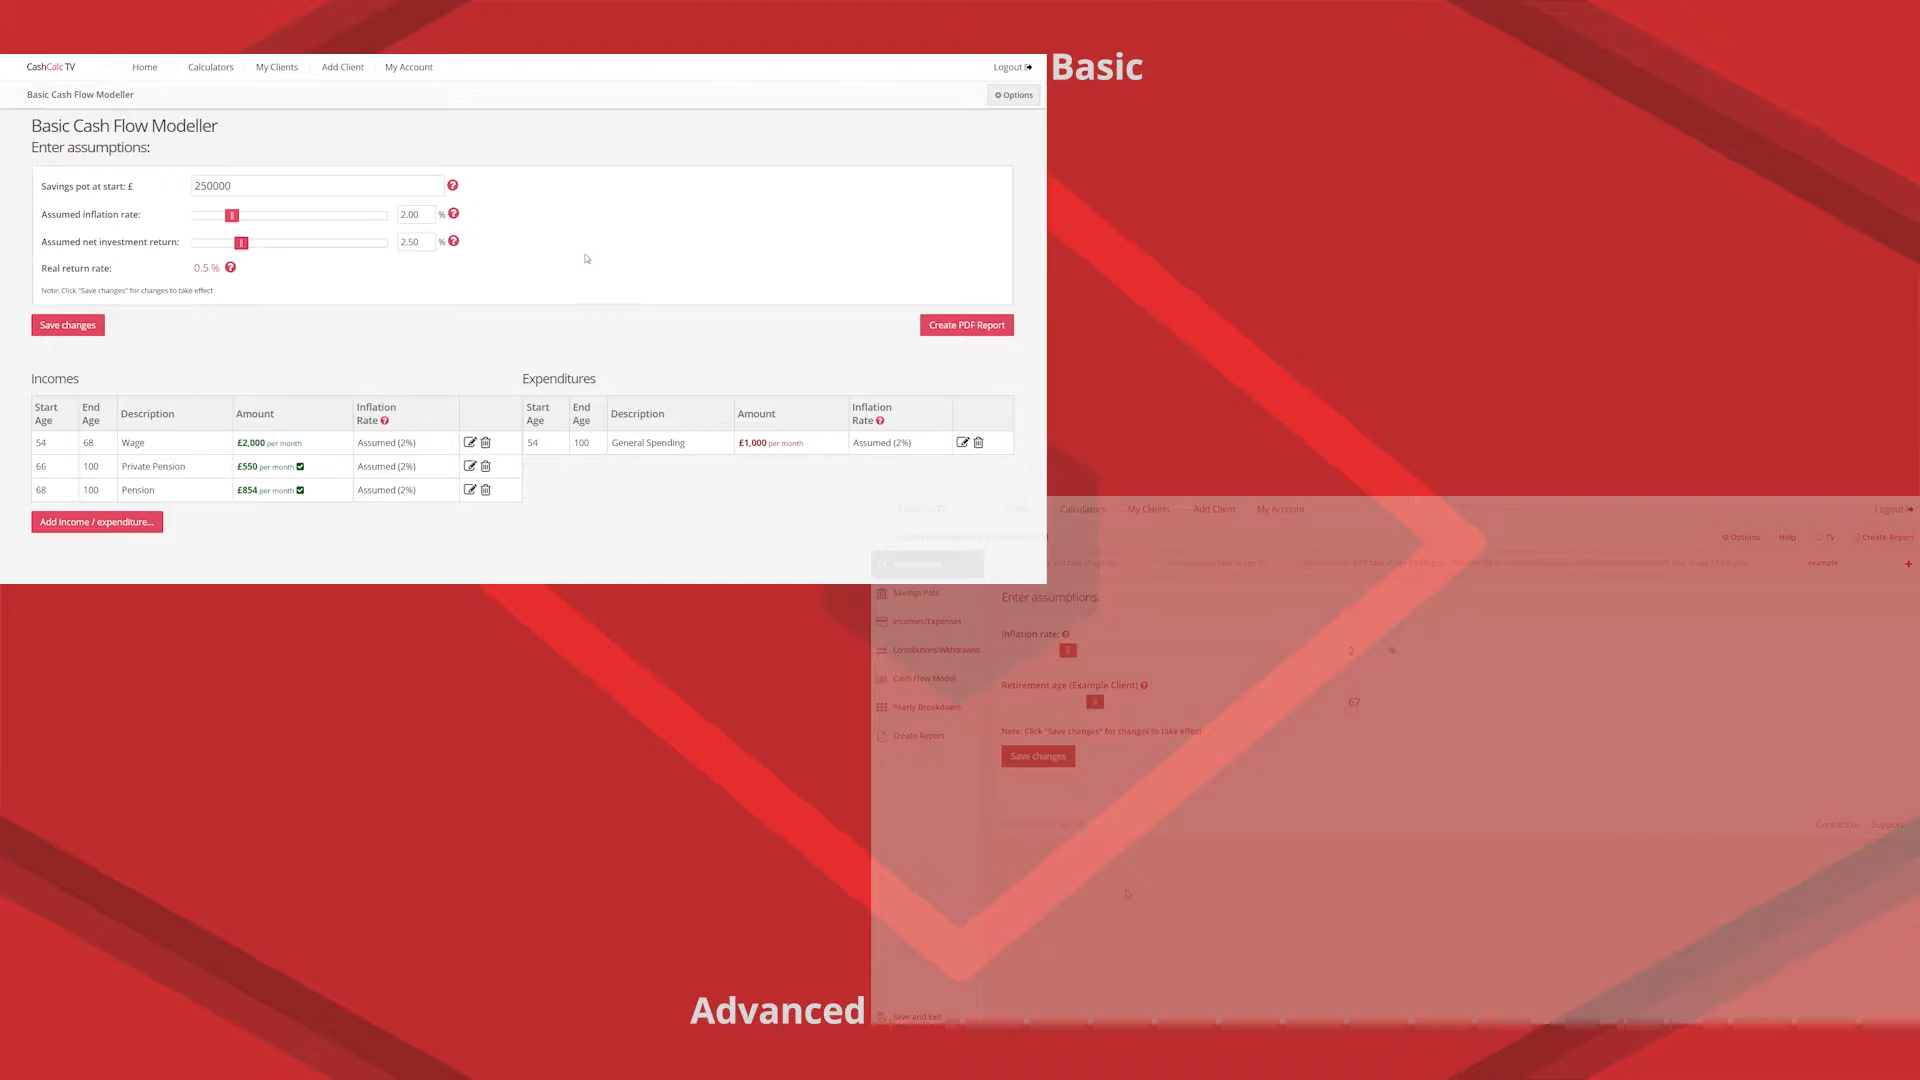 Basic
CashCalc TV Home Calculators My Clients Add Client My Account Logout
Basic Cash Flow Modeller Options
Basic Cash Flow Modeller
Enter assumptions:
Savings pot at start: £ 250000
Assumed inflation rate: 2.00 %
Assumed net investment return: 2.50 %
Real return rate: 0.5 %
Note: Click "Save changes" for changes to take effect
Save changes Create PDF Report
Incomes Expenditures
Start Age End Age Description Amount Inflation Rate Start Age End Age Description Amount Inflation Rate
54 68 Wage £2,000 per month Assumed (2%) 54 100 General Spending £1,000 per month Assumed (2%)
66 100 Private Pension £550 per month Assumed (2%)
68 100 Pension £854 per month Assumed (2%)
Add income / expenditure...
CashCalc TV Calculators My Clients Add Client My Account Logout
Options Help TV Create Report
example
Savings Pots
Incomes/Expenses
Contributions/Withdrawals
Cash Flow Model
Yearly Breakdown
Create Report
Enter assumptions
Inflation rate: 2
Retirement age (Example Client) 67
Note: Click "Save changes" for changes to take effect
Save changes
Contact Us Support
Save and Exit
Advanced